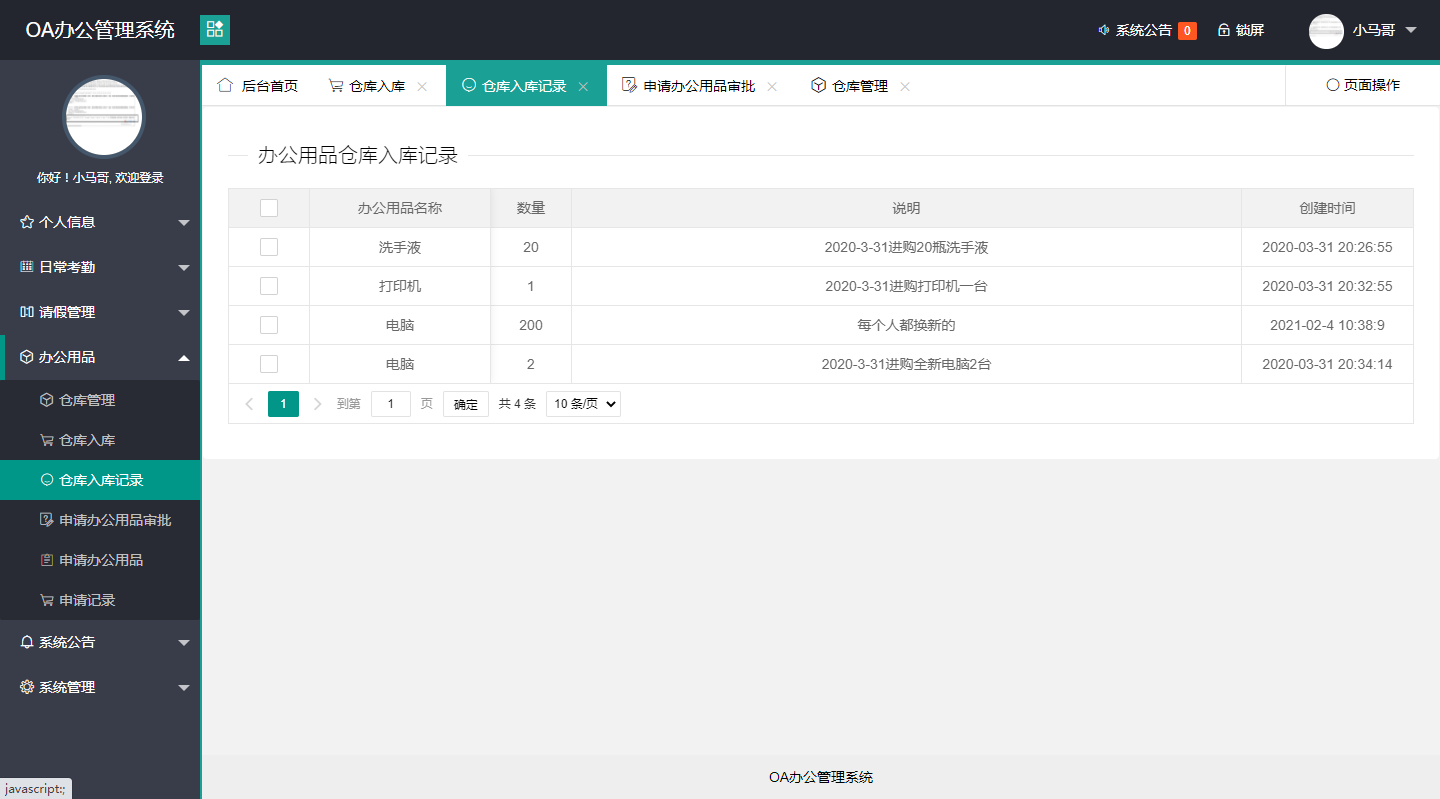 OA办公管理系统
系统公告 0 锁屏 小马哥
后台首页 仓库入库 仓库入库记录 申请办公用品审批 仓库管理 页面操作
你好！小马哥, 欢迎登录
个人信息
日常考勤
请假管理
办公用品
仓库管理
仓库入库
仓库入库记录
申请办公用品审批
申请办公用品
申请记录
系统公告
系统管理
办公用品仓库入库记录
办公用品名称 数量 说明 创建时间
洗手液 20 2020-3-31进购20瓶洗手液 2020-03-31 20:26:55
打印机 1 2020-3-31进购打印机一台 2020-03-31 20:32:55
电脑 200 每个人都换新的 2021-02-4 10:38:9
电脑 2 2020-3-31进购全新电脑2台 2020-03-31 20:34:14
1 到第 1 页 确定 共 4 条 10 条/页
OA办公管理系统
javascript:;